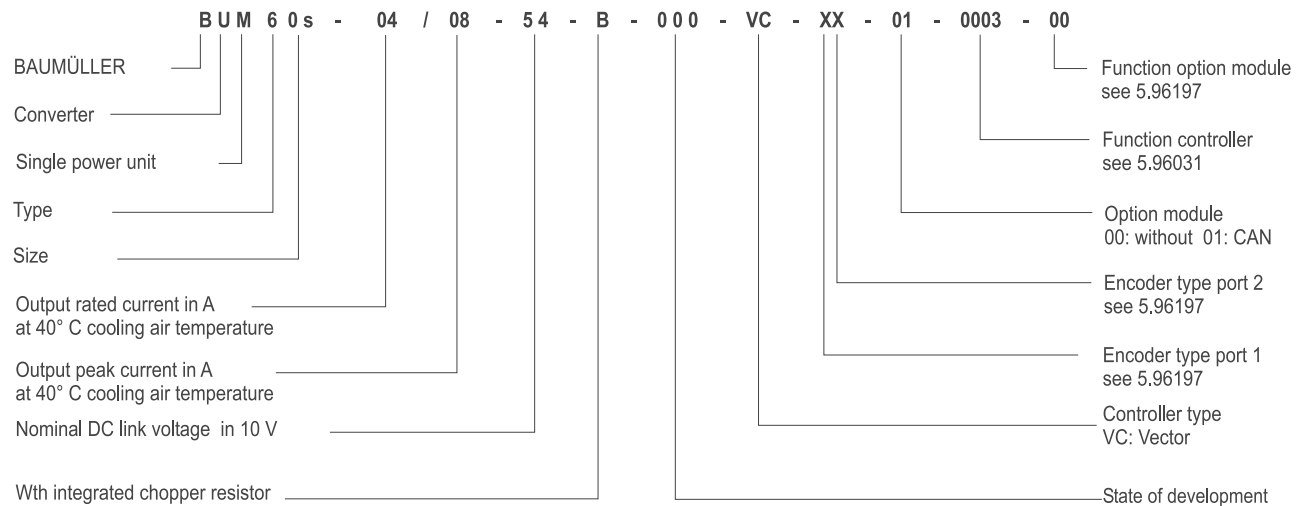 B U M 6 0 s - 04 / 08 - 5 4 - B - 0 0 0 - VC - XX - 01 - 0003 - 00
BAUMÜLLER
Converter
Single power unit
Type
Size
Output rated current in A
at 40° C cooling air temperature
Output peak current in A
at 40° C cooling air temperature
Nominal DC link voltage in 10 V
Wth integrated chopper resistor
Function option module
see 5.96197
Function controller
see 5.96031
Option module
00: without 01: CAN
Encoder type port 2
see 5.96197
Encoder type port 1
see 5.96197
Controller type
VC: Vector
State of development